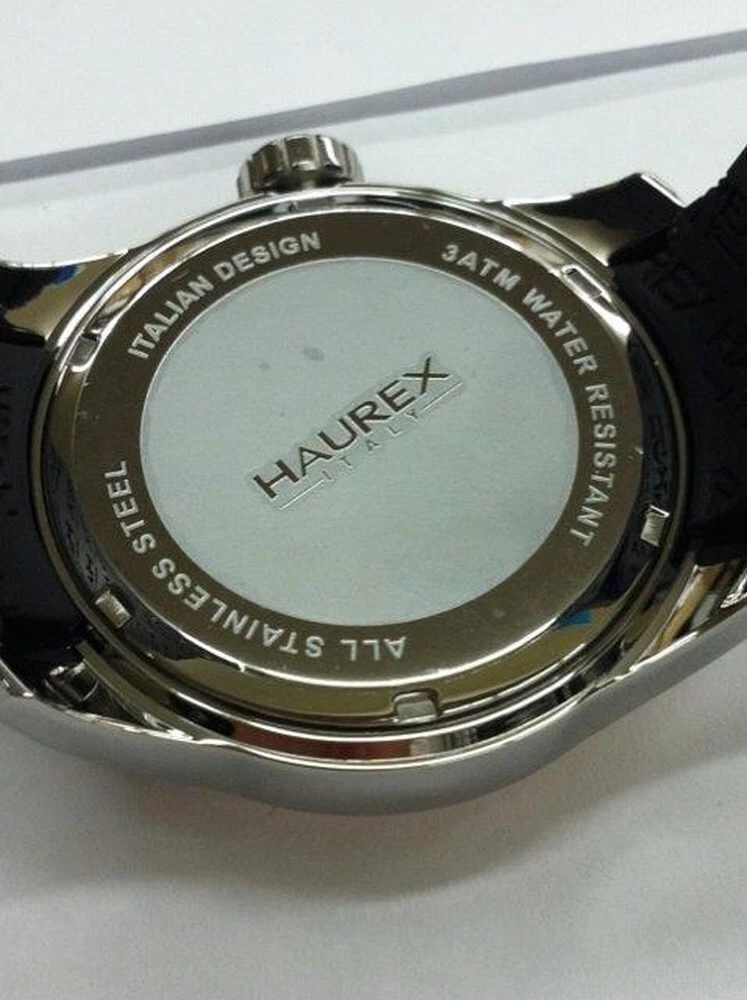 ITALIAN DESIGN
3ATM WATER RESISTANT
ALL STAINLESS STEEL
HAUREX
ITALY